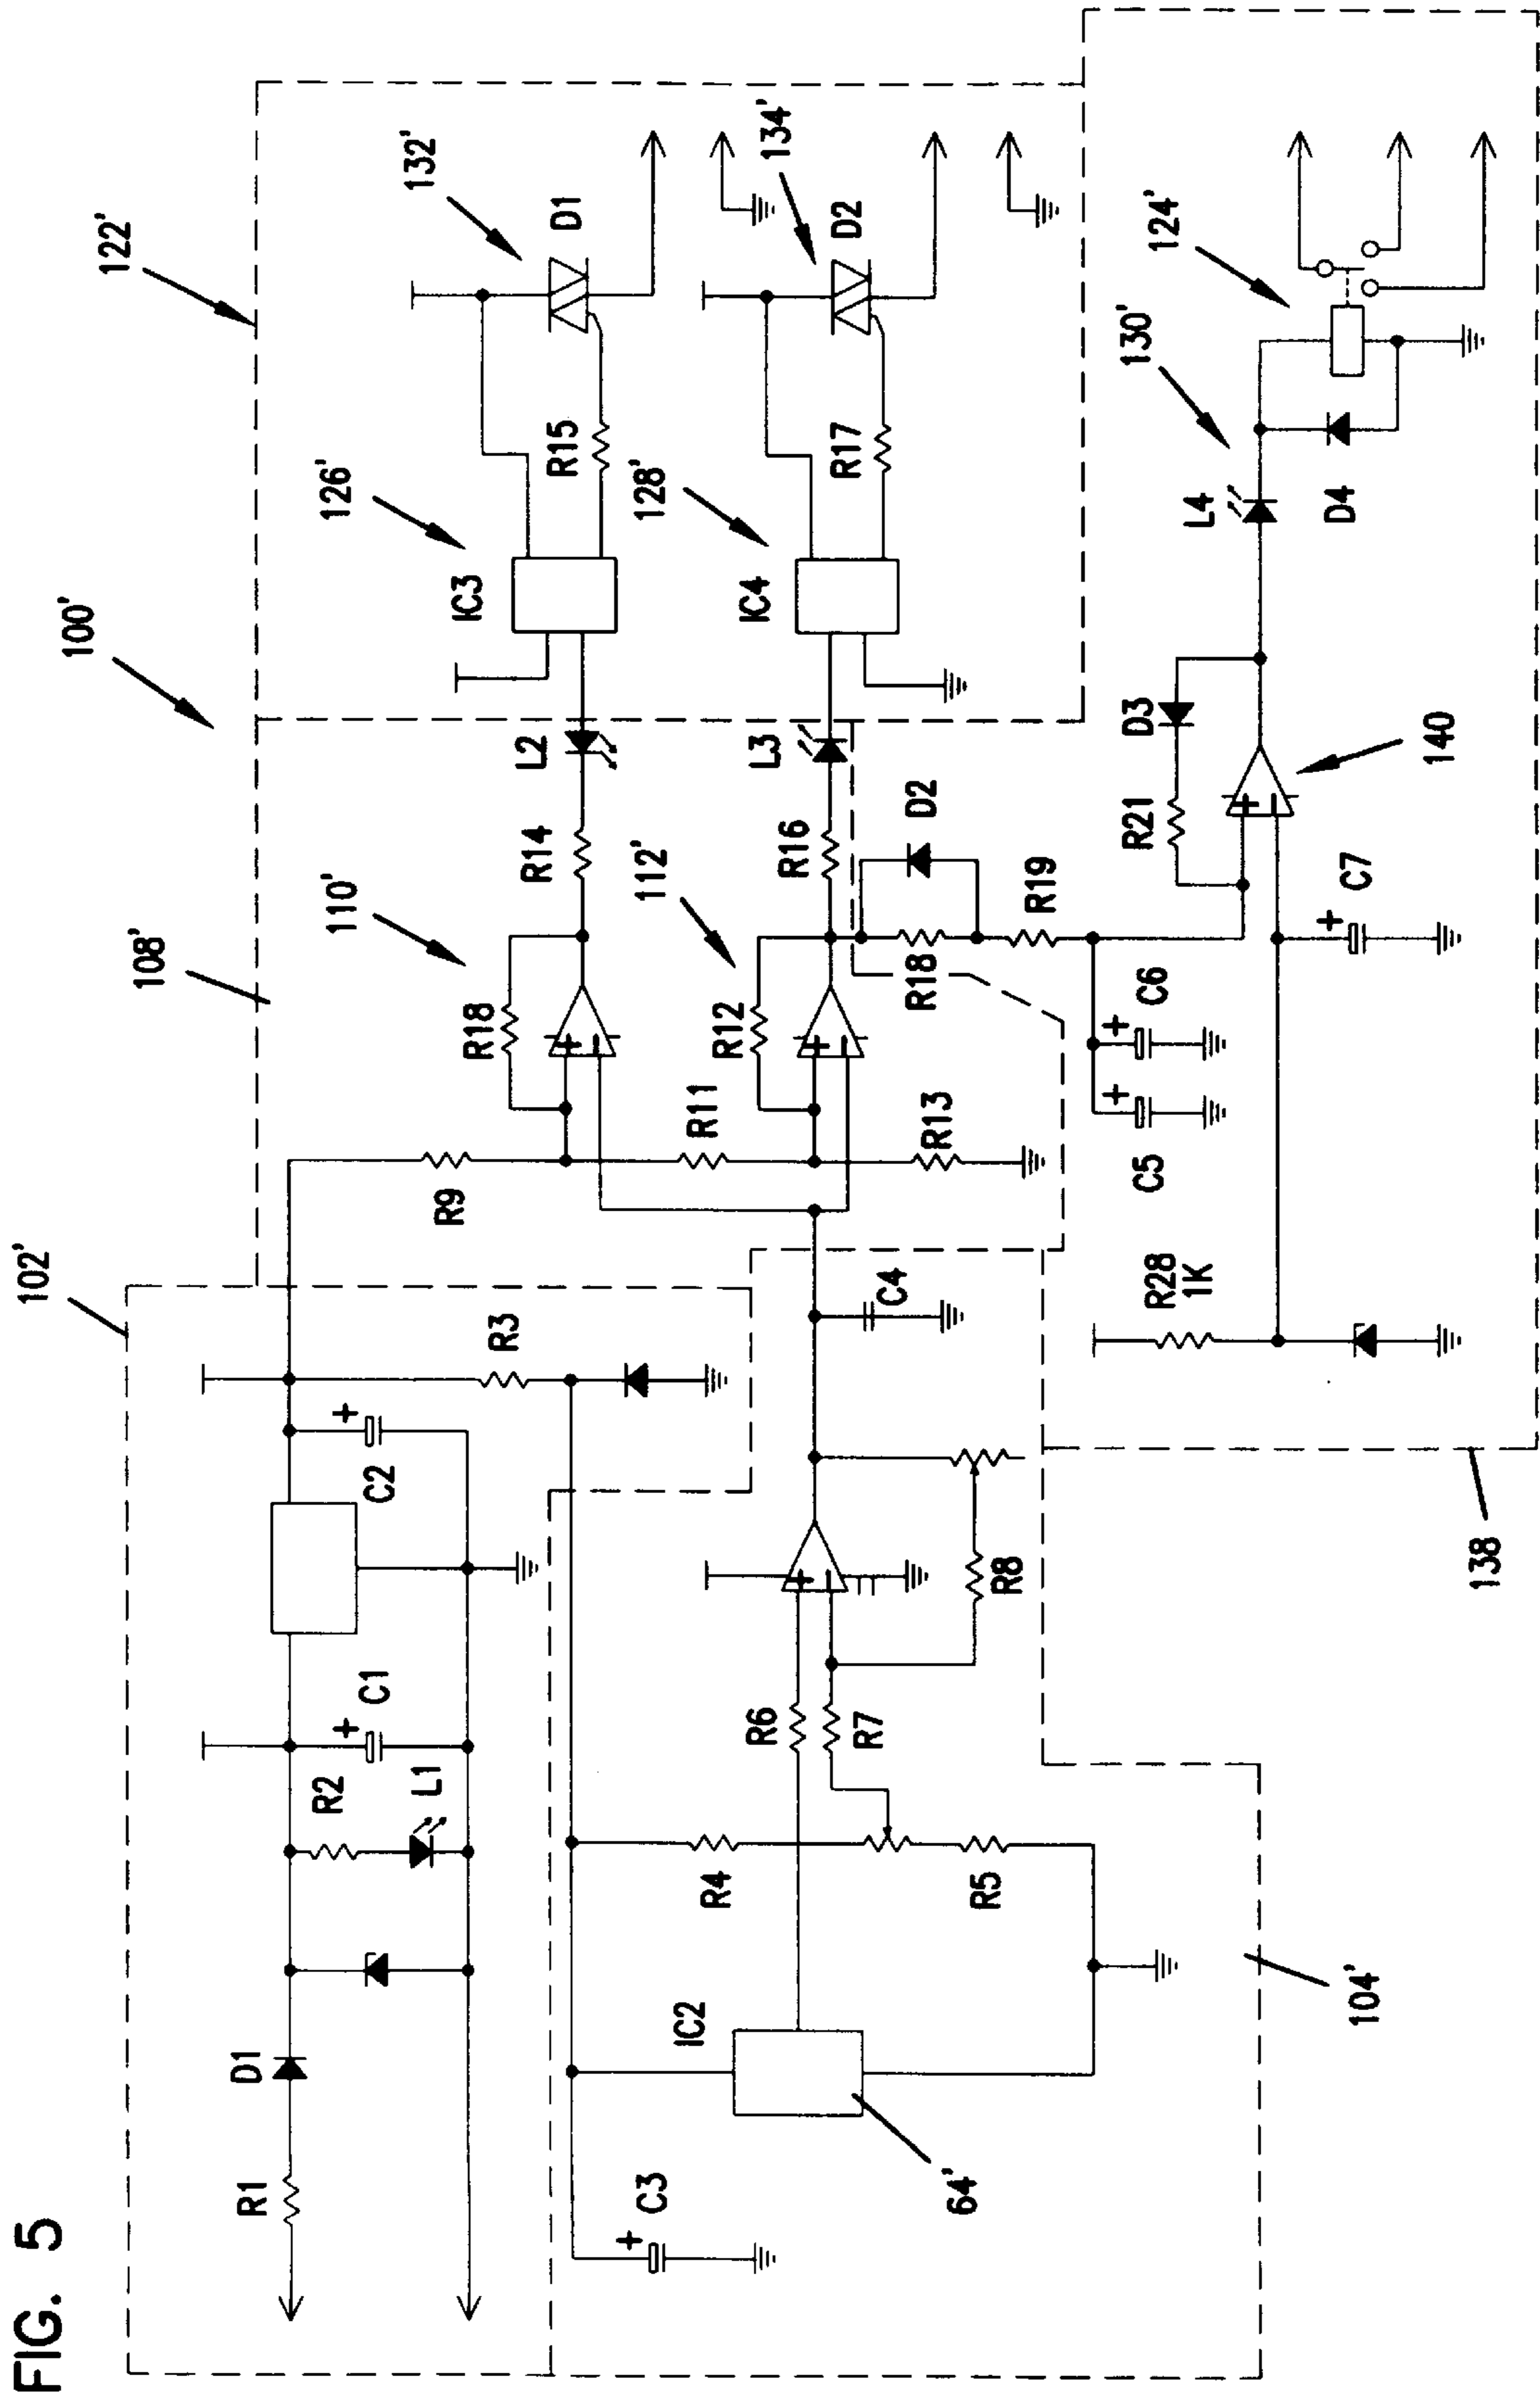 FIG. 5
100'
102'
108'
122'
R1
D1
R2
L1
C1
C2
R3
R9
R18
110'
R14
L2
IC3
126'
R15
132'
D1
R11
R12
112'
R16
L3
IC4
128'
R17
134'
D2
R13
C3
IC2
64'
R4
R5
R6
R7
R8
C4
104'
R18
D2
R19
C5
C6
R28
1K
C7
R21
D3
140
L4
130'
D4
124'
138
+
+
+
+
+
+
+
−
+
−
+
−
+
−